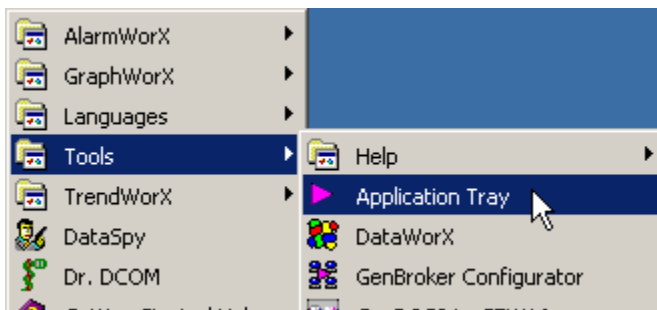 AlarmWorX
GraphWorX
Languages
Tools
TrendWorX
DataSpy
Dr. DCOM
Help
Application Tray
DataWorX
GenBroker Configurator